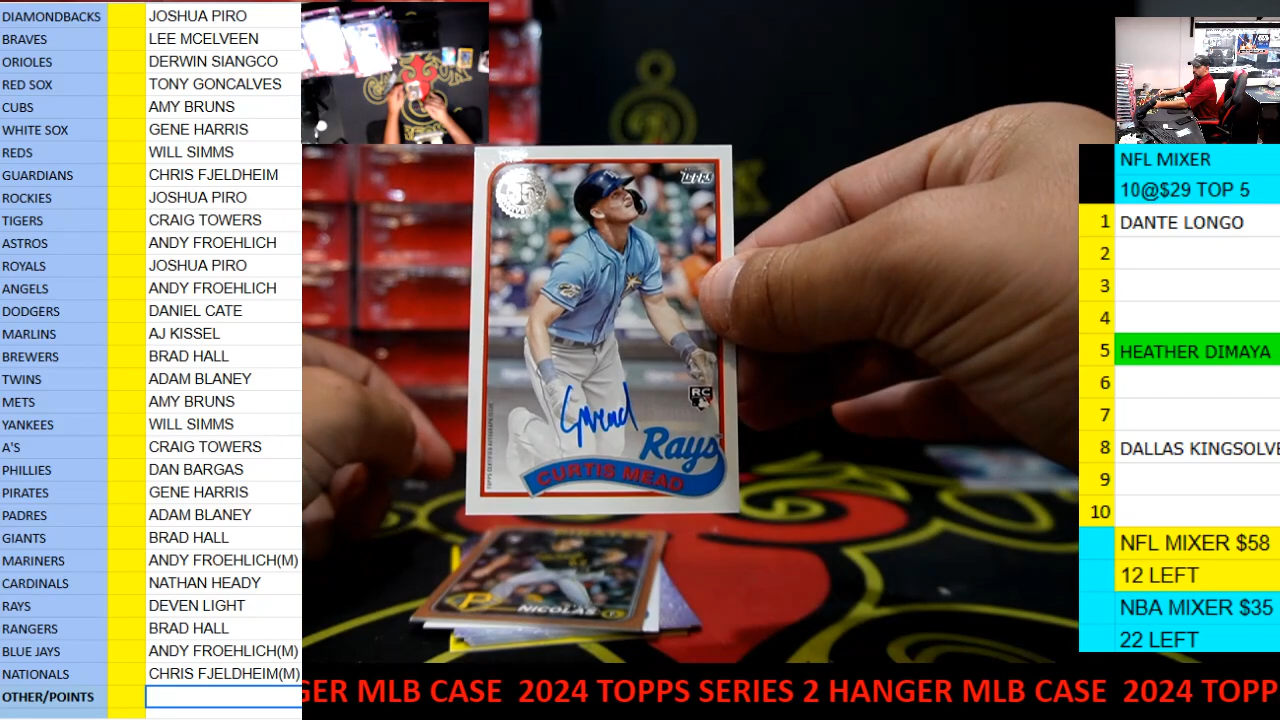 DIAMONDBACKS JOSHUA PIRO
BRAVES LEE MCELVEEN
ORIOLES DERWIN SIANGCO
RED SOX TONY GONCALVES
CUBS AMY BRUNS
WHITE SOX GENE HARRIS
REDS WILL SIMMS
GUARDIANS CHRIS FJELDHEIM
ROCKIES JOSHUA PIRO
TIGERS CRAIG TOWERS
ASTROS ANDY FROEHLICH
ROYALS JOSHUA PIRO
ANGELS ANDY FROEHLICH
DODGERS DANIEL CATE
MARLINS AJ KISSEL
BREWERS BRAD HALL
TWINS ADAM BLANEY
METS AMY BRUNS
YANKEES WILL SIMMS
A'S CRAIG TOWERS
PHILLIES DAN BARGAS
PIRATES GENE HARRIS
PADRES ADAM BLANEY
GIANTS BRAD HALL
MARINERS ANDY FROEHLICH(M)
CARDINALS NATHAN HEADY
RAYS DEVEN LIGHT
RANGERS BRAD HALL
BLUE JAYS ANDY FROEHLICH(M)
NATIONALS CHRIS FJELDHEIM(M)
OTHER/POINTS
35
TOPPS
RC
Rays
CURTIS MEAD
NICOLAS
NFL MIXER
10@$29 TOP 5
1 DANTE LONGO
2
3
4
5 HEATHER DIMAYA
6
7
8 DALLAS KINGSOLVE
9
10
NFL MIXER $58
12 LEFT
NBA MIXER $35
22 LEFT
GER MLB CASE 2024 TOPPS SERIES 2 HANGER MLB CASE 2024 TOPP